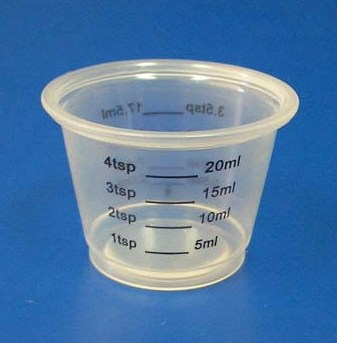 3.5tsp 17.5ml
4tsp 20ml
3tsp 15ml
2tsp 10ml
1tsp 5ml